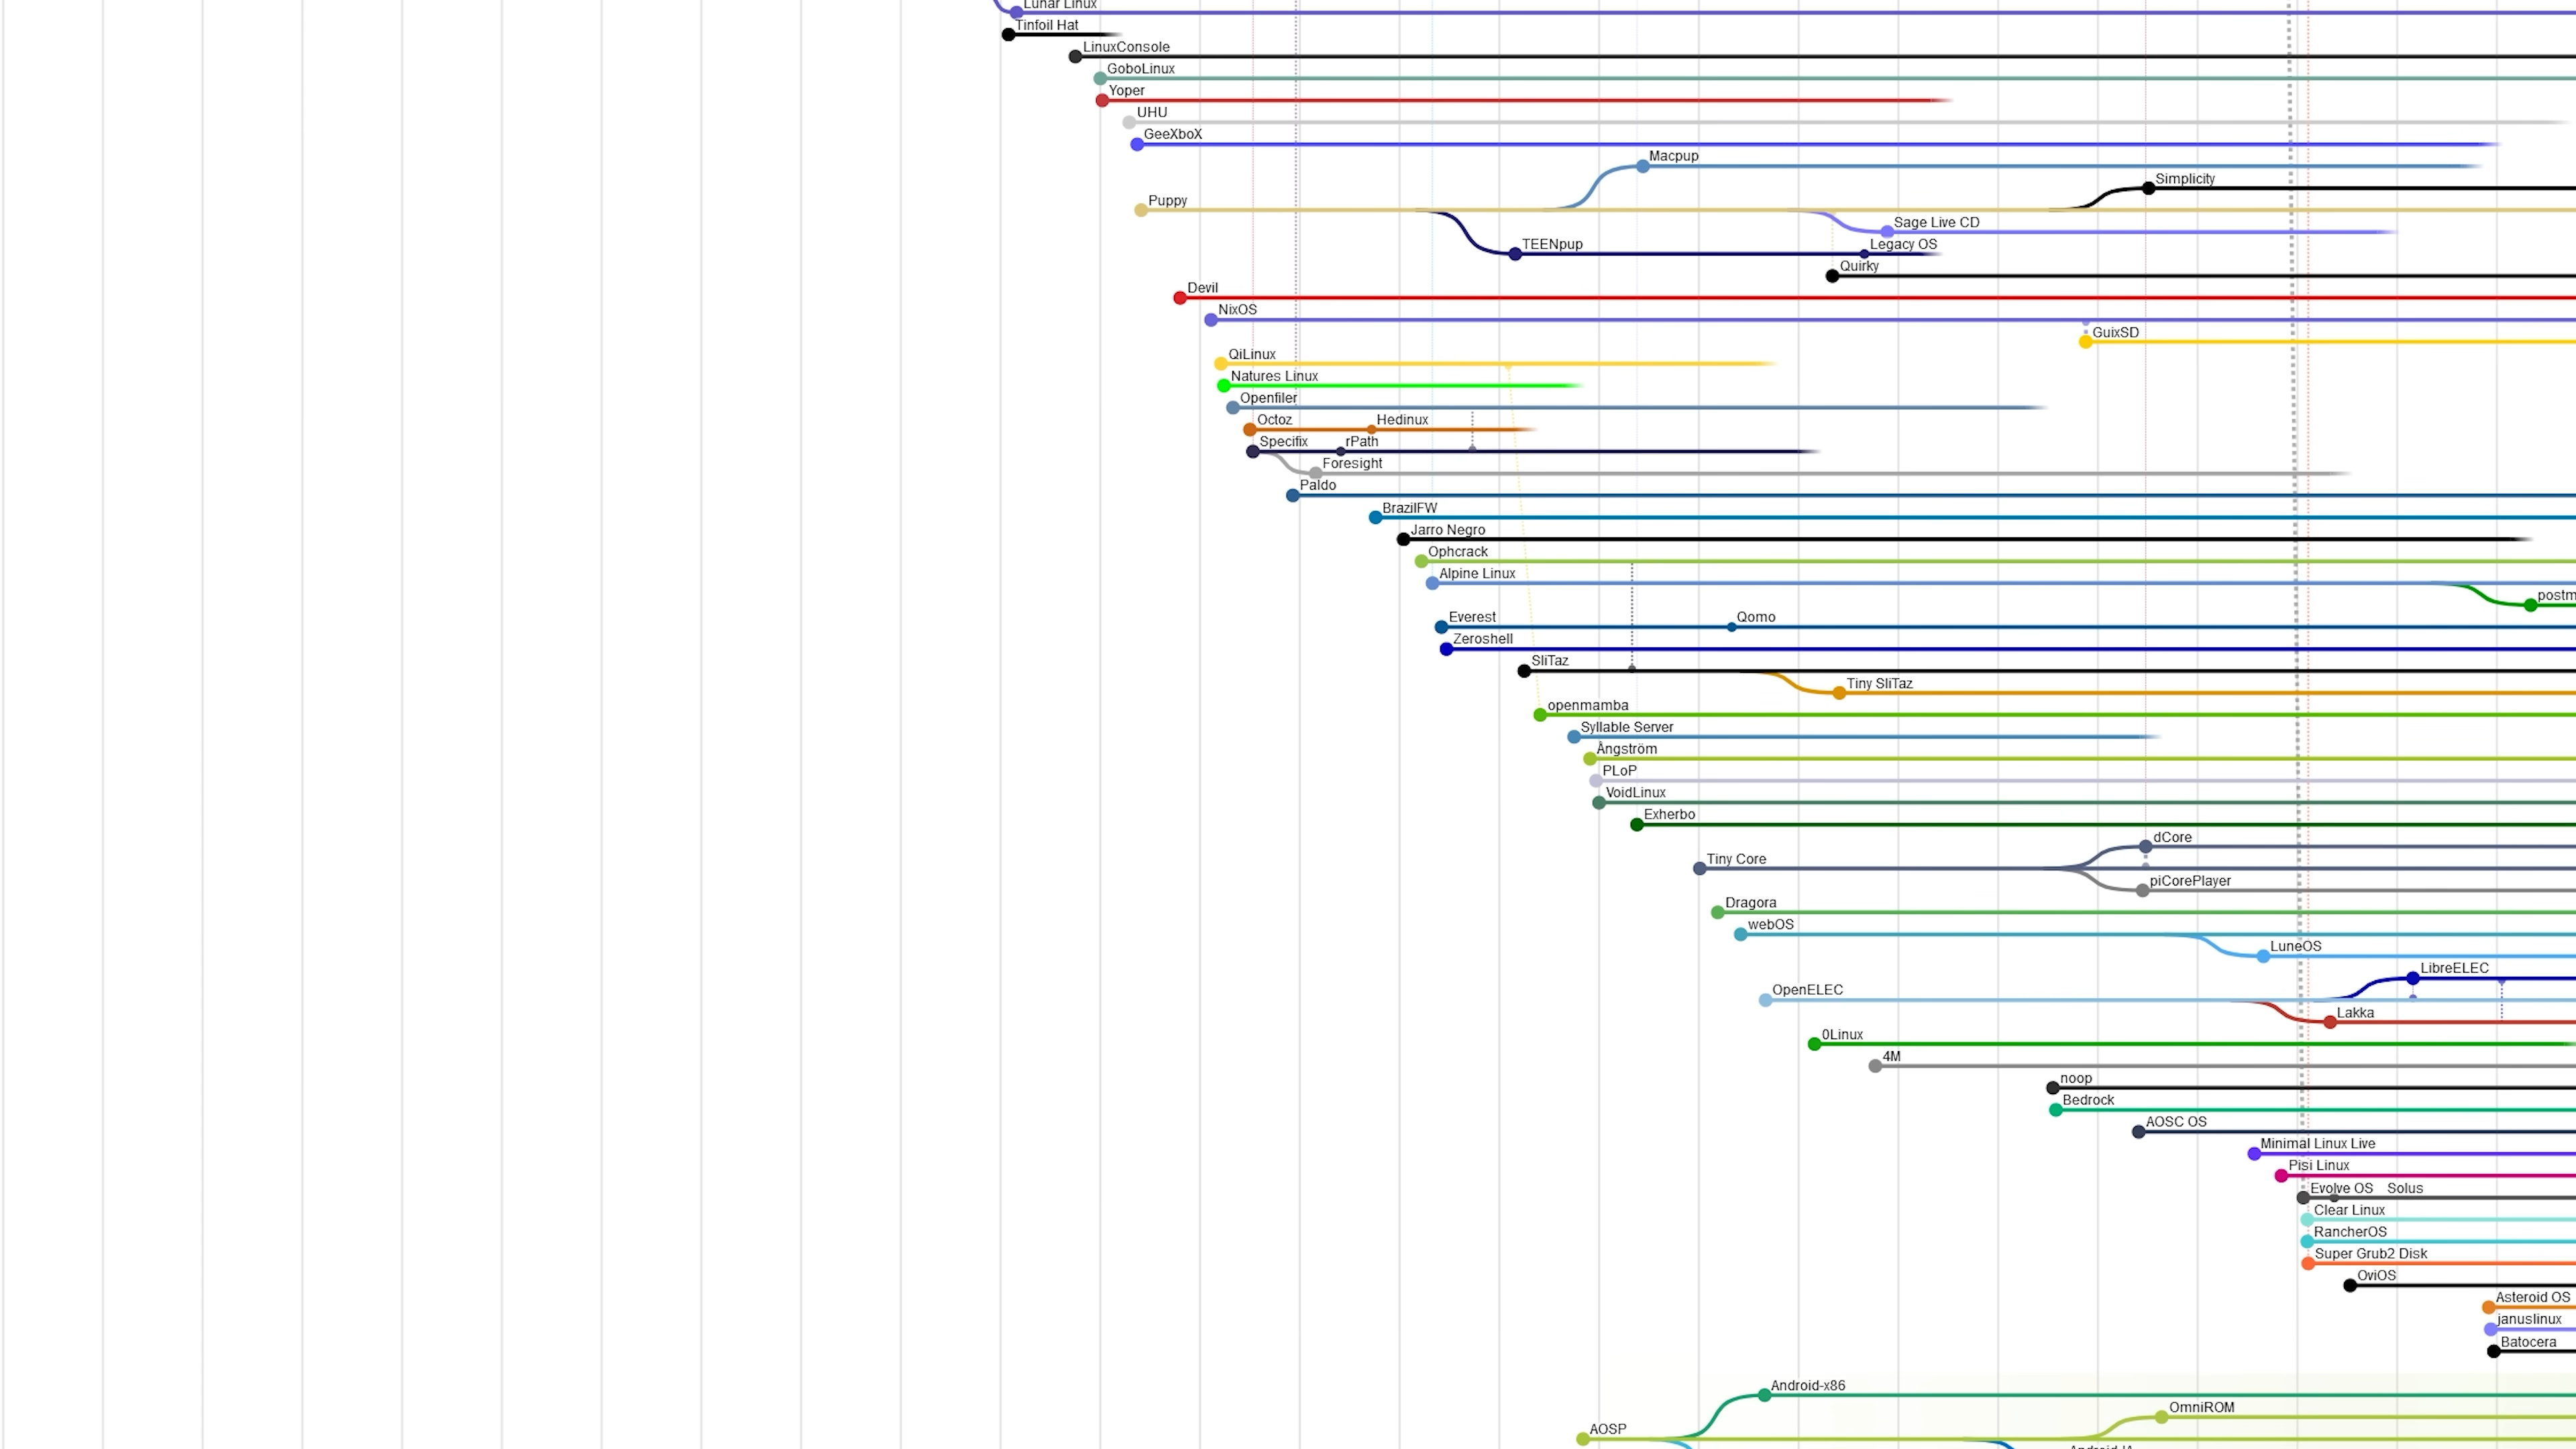 Lunar Linux
Tinfoil Hat
LinuxConsole
GoboLinux
Yoper
UHU
GeeXboX
Macpup
Simplicity
Puppy
Sage Live CD
TEENpup
Legacy OS
Quirky
Devil
NixOS
GuixSD
QiLinux
Natures Linux
Openfiler
Octoz Hedinux
Specifix rPath
Foresight
Paldo
BrazilFW
Jarro Negro
Ophcrack
Alpine Linux
postm
Everest Qomo
Zeroshell
SliTaz
Tiny SliTaz
openmamba
Syllable Server
Ångström
PLoP
VoidLinux
Exherbo
dCore
Tiny Core
piCorePlayer
Dragora
webOS
LuneOS
LibreELEC
OpenELEC
Lakka
0Linux
4M
noop
Bedrock
AOSC OS
Minimal Linux Live
Pisi Linux
Evolve OS Solus
Clear Linux
RancherOS
Super Grub2 Disk
OviOS
Asteroid OS
januslinux
Batocera
Android-x86
OmniROM
AOSP